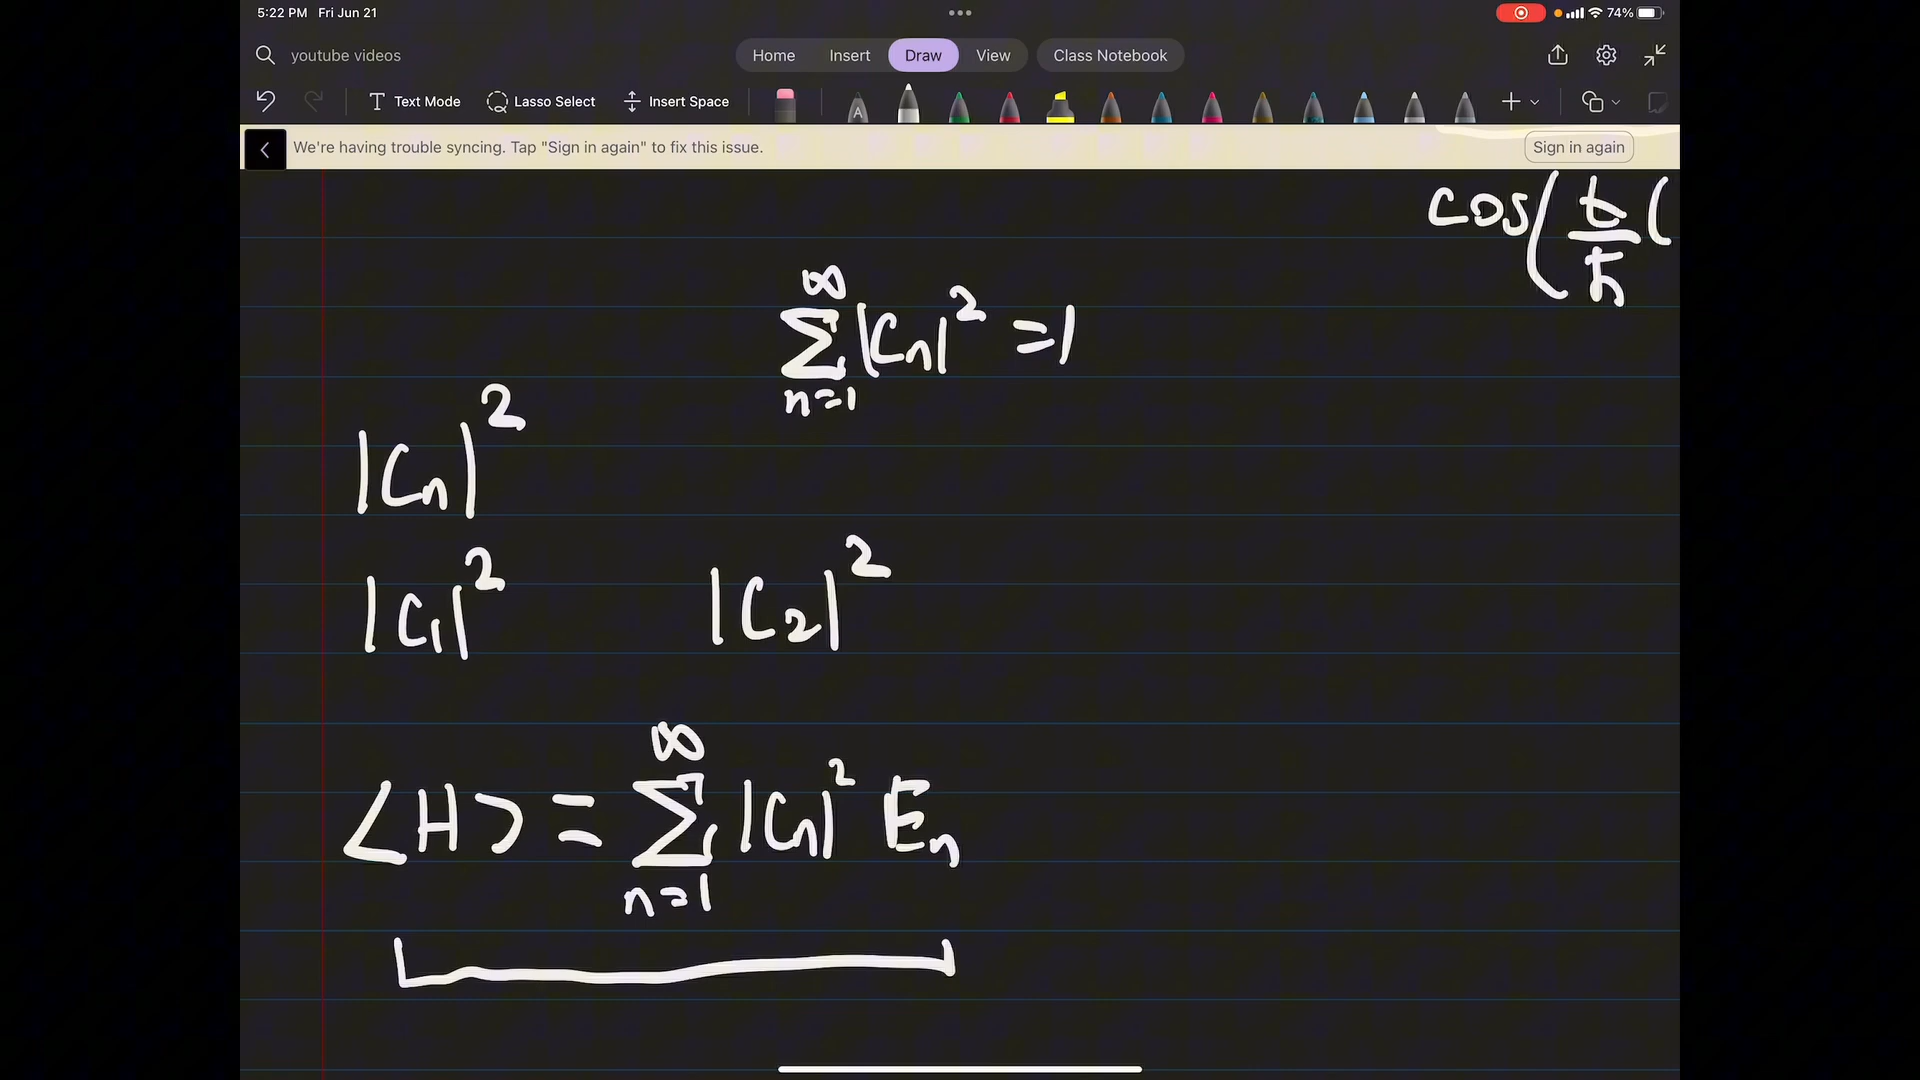 5:22 PM Fri Jun 21
74%
youtube videos
Home Insert Draw View Class Notebook
Text Mode Lasso Select Insert Space
A
We're having trouble syncing. Tap "Sign in again" to fix this issue. Sign in again
cos(t/ħ(
∑_{n=1}^{∞} |Cn|² = 1
|Cn|²
|C₁|² |C₂|²
<H> = ∑_{n=1}^{∞} |Cn|² En